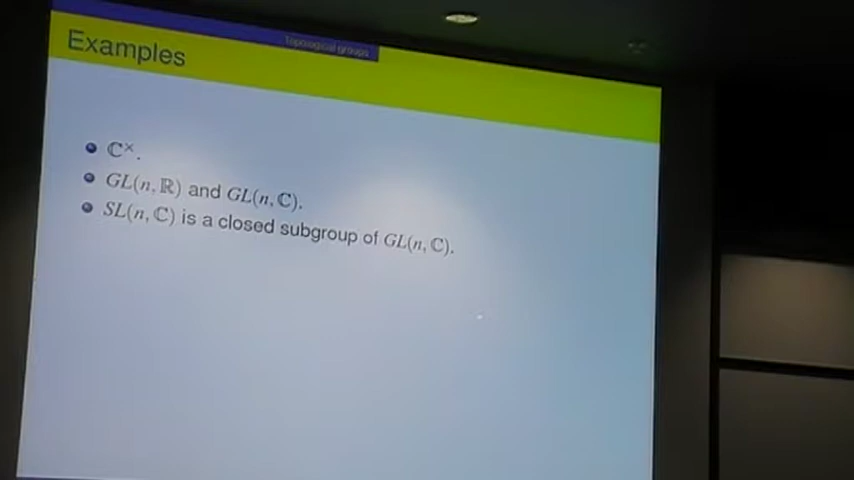 Topological groups
Examples
ℂ×.
GL(n, ℝ) and GL(n, ℂ).
SL(n, ℂ) is a closed subgroup of GL(n, ℂ).